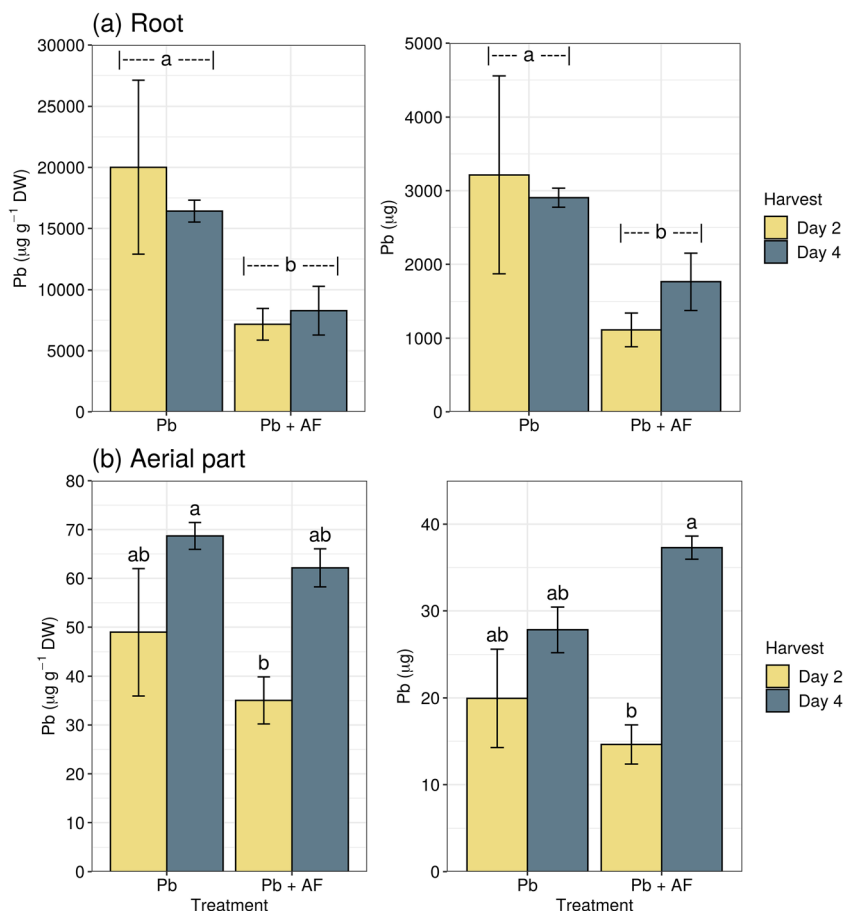 (a) Root
30000
25000
20000
15000
10000
5000
0
Pb (μg g⁻¹ DW)
|----- a -----|
|----- b -----|
Pb
Pb + AF
5000
4000
3000
2000
1000
0
Pb (μg)
|---- a ----|
|---- b ----|
Pb
Pb + AF
Harvest
Day 2
Day 4
(b) Aerial part
80
70
60
50
40
30
20
10
0
Pb (μg g⁻¹ DW)
ab
a
b
ab
Pb
Pb + AF
Treatment
40
30
20
10
0
Pb (μg)
ab
ab
b
a
Pb
Pb + AF
Treatment
Harvest
Day 2
Day 4